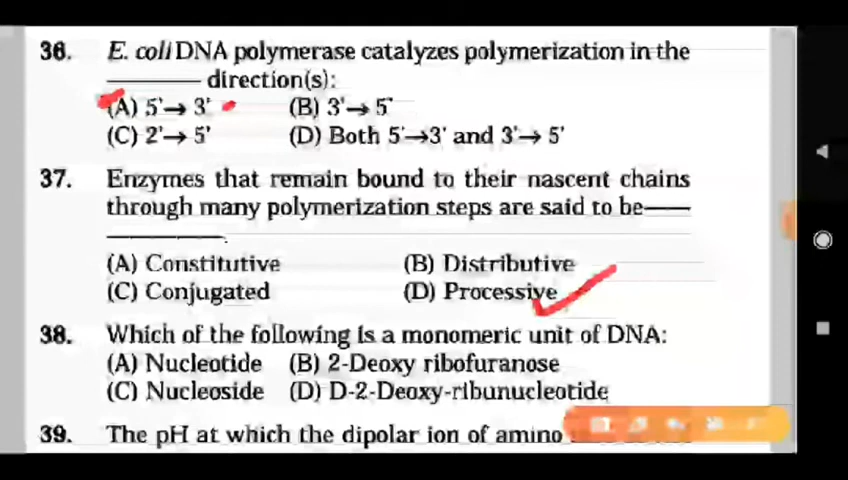 36. E. coli DNA polymerase catalyzes polymerization in the
________ direction(s):
(A) 5'→ 3' (B) 3'→ 5'
(C) 2'→ 5' (D) Both 5'→3' and 3'→ 5'
37. Enzymes that remain bound to their nascent chains
through many polymerization steps are said to be——
__________.
(A) Constitutive (B) Distributive
(C) Conjugated (D) Processive
38. Which of the following is a monomeric unit of DNA:
(A) Nucleotide (B) 2-Deoxy ribofuranose
(C) Nucleoside (D) D-2-Deoxy-ribunucleotide
39. The pH at which the dipolar ion of amino